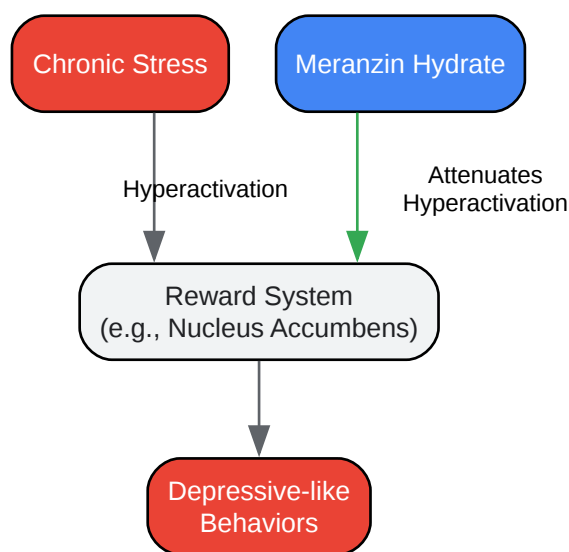 Chronic Stress
Meranzin Hydrate
Hyperactivation
Attenuates
Hyperactivation
Reward System
(e.g., Nucleus Accumbens)
Depressive-like
Behaviors